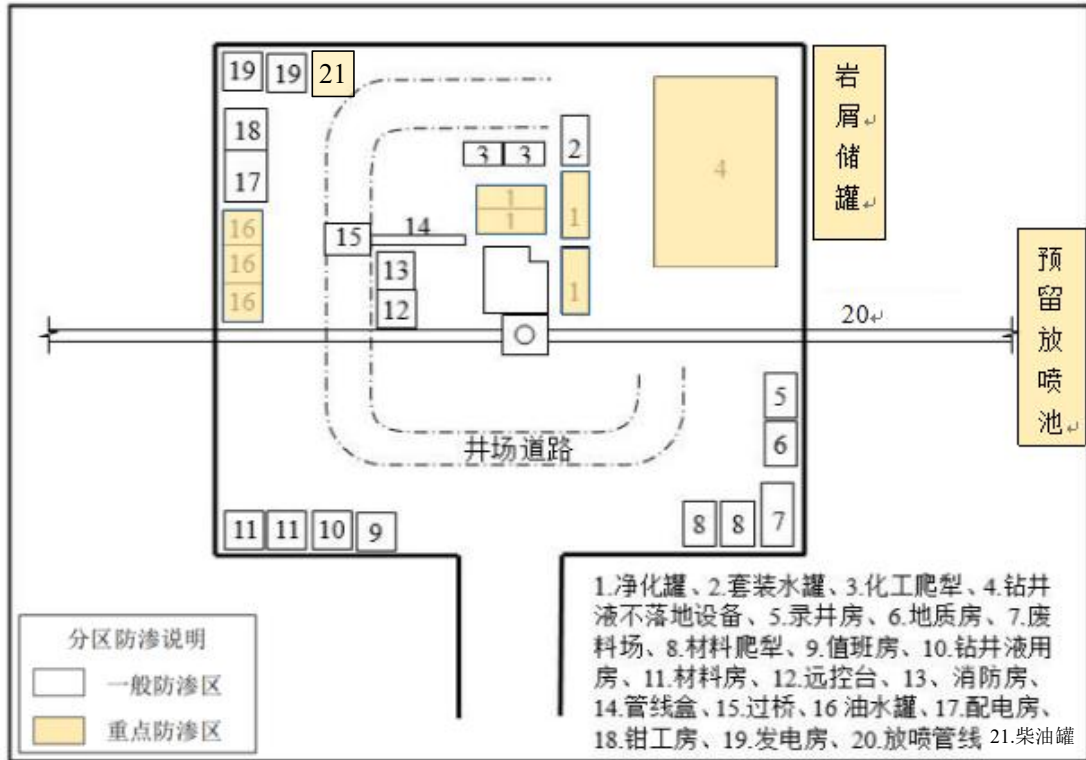 19
19
21
岩屑储罐
18
2
3
3
4
17
1
1
1
16
14
15
预留放喷池
16
13
1
16
12
20
5
6
井场道路
11
11
10
9
8
8
7
1.净化罐、2.套装水罐、3.化工爬犁、4.钻井
液不落地设备、5.录井房、6.地质房、7.废
料场、8.材料爬犁、9.值班房、10.钻井液用
房、11.材料房、12.远控台、13、消防房、
14.管线盒、15.过桥、16 油水罐、17.配电房、
18.钳工房、19.发电房、20.放喷管线 21.柴油罐
分区防渗说明
一般防渗区
重点防渗区